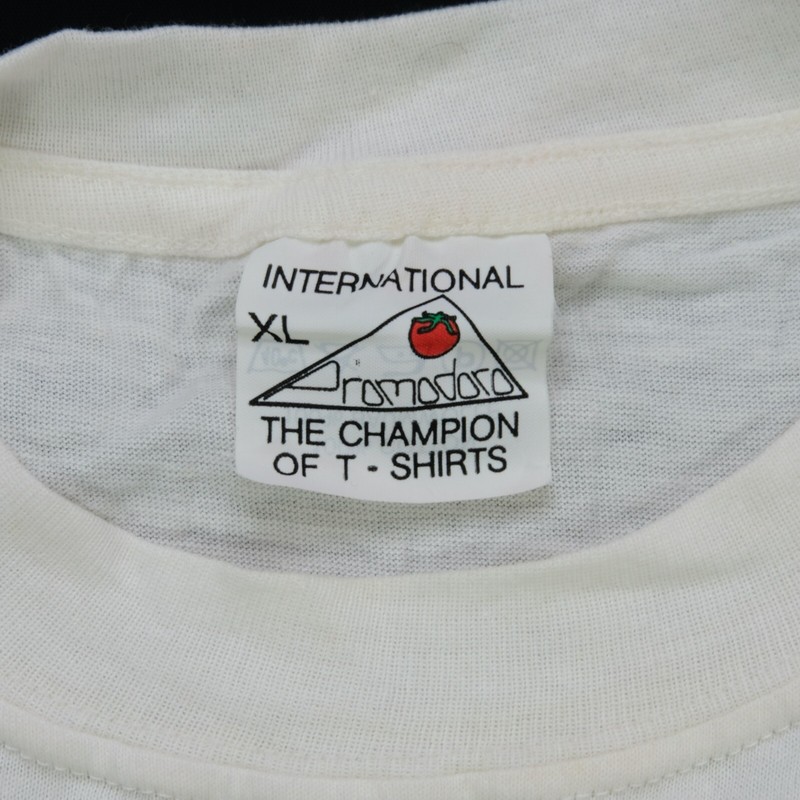 INTERNATIONAL
XL
Promodoro
THE CHAMPION
OF T - SHIRTS